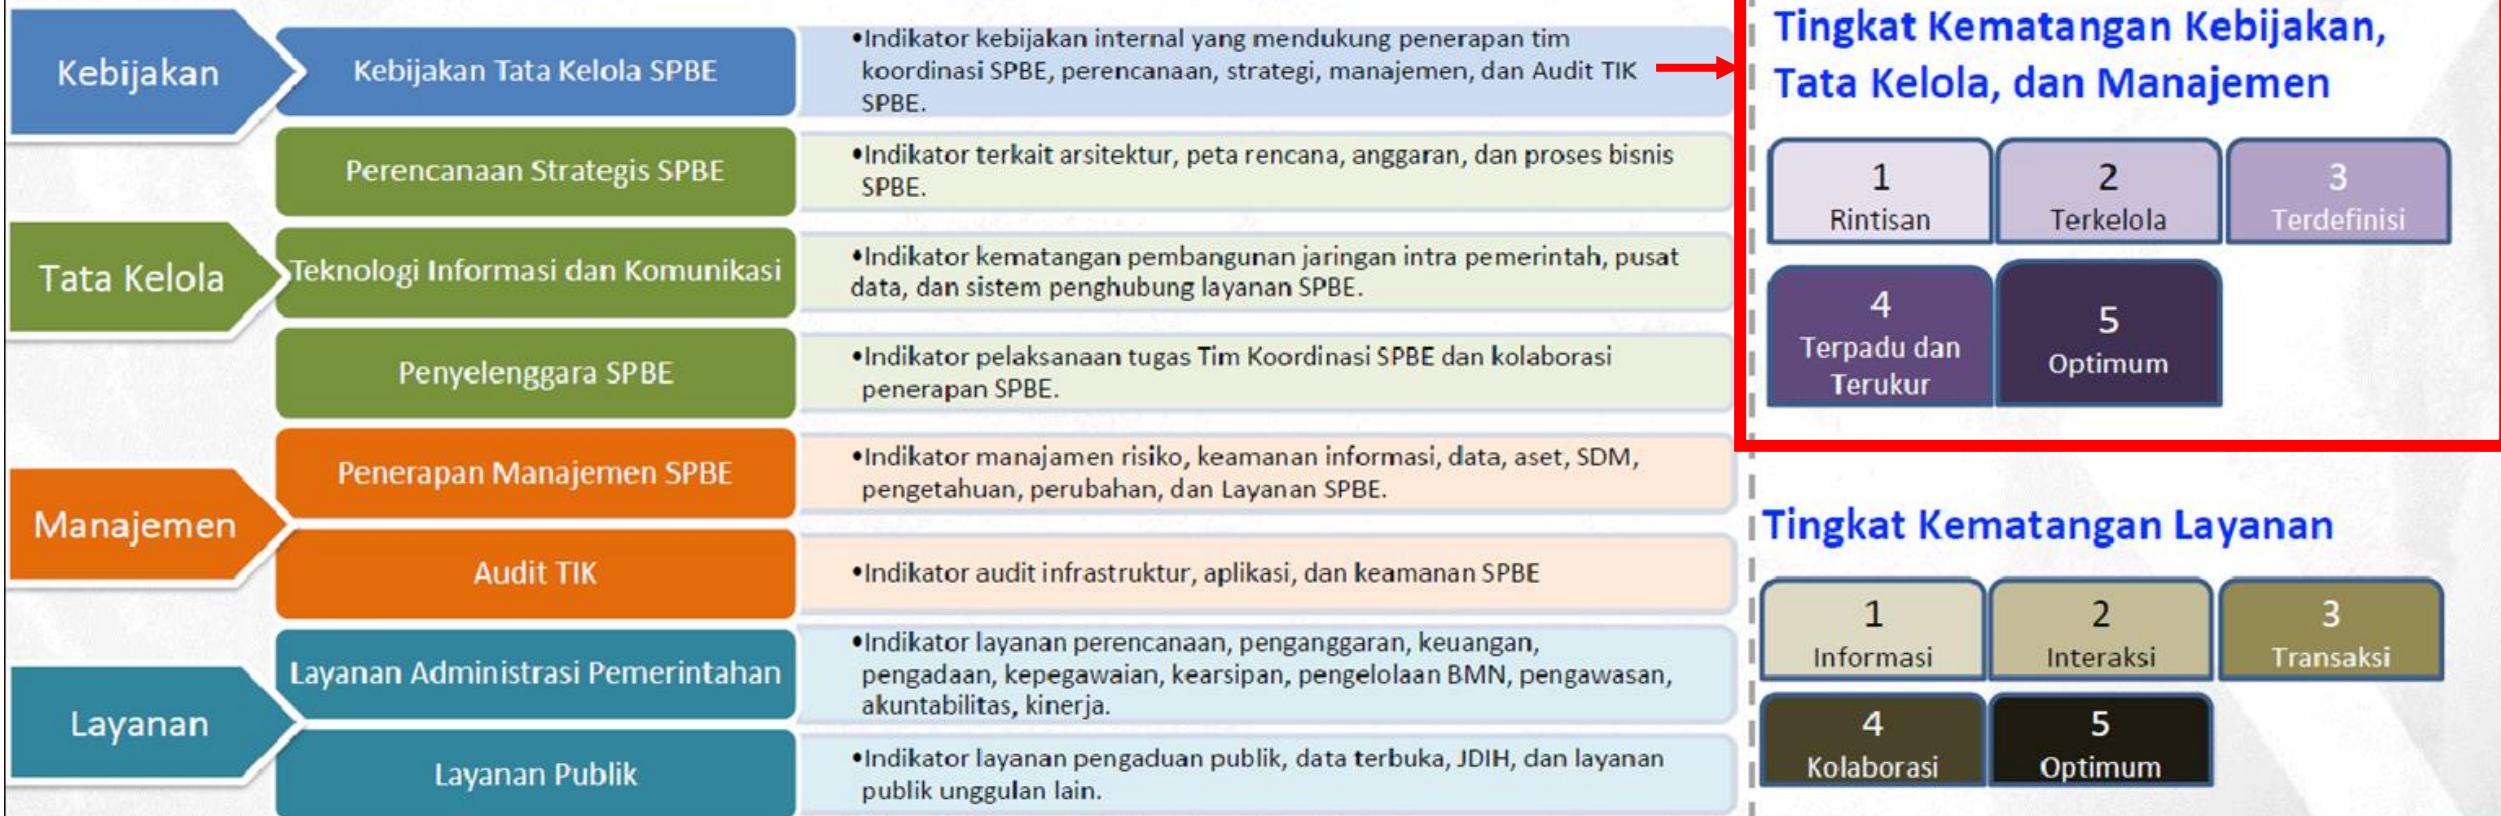 Kebijakan
Kebijakan Tata Kelola SPBE
•Indikator kebijakan internal yang mendukung penerapan tim
koordinasi SPBE, perencanaan, strategi, manajemen, dan Audit TIK
SPBE.
Tata Kelola
Perencanaan Strategis SPBE
•Indikator terkait arsitektur, peta rencana, anggaran, dan proses bisnis
SPBE.
Teknologi Informasi dan Komunikasi
•Indikator kematangan pembangunan jaringan intra pemerintah, pusat
data, dan sistem penghubung layanan SPBE.
Penyelenggara SPBE
•Indikator pelaksanaan tugas Tim Koordinasi SPBE dan kolaborasi
penerapan SPBE.
Manajemen
Penerapan Manajemen SPBE
•Indikator manajamen risiko, keamanan informasi, data, aset, SDM,
pengetahuan, perubahan, dan Layanan SPBE.
Audit TIK
•Indikator audit infrastruktur, aplikasi, dan keamanan SPBE
Layanan
Layanan Administrasi Pemerintahan
•Indikator layanan perencanaan, penganggaran, keuangan,
pengadaan, kepegawaian, kearsipan, pengelolaan BMN, pengawasan,
akuntabilitas, kinerja.
Layanan Publik
•Indikator layanan pengaduan publik, data terbuka, JDIH, dan layanan
publik unggulan lain.
Tingkat Kematangan Kebijakan,
Tata Kelola, dan Manajemen
1
Rintisan
2
Terkelola
3
Terdefinisi
4
Terpadu dan
Terukur
5
Optimum
Tingkat Kematangan Layanan
1
Informasi
2
Interaksi
3
Transaksi
4
Kolaborasi
5
Optimum